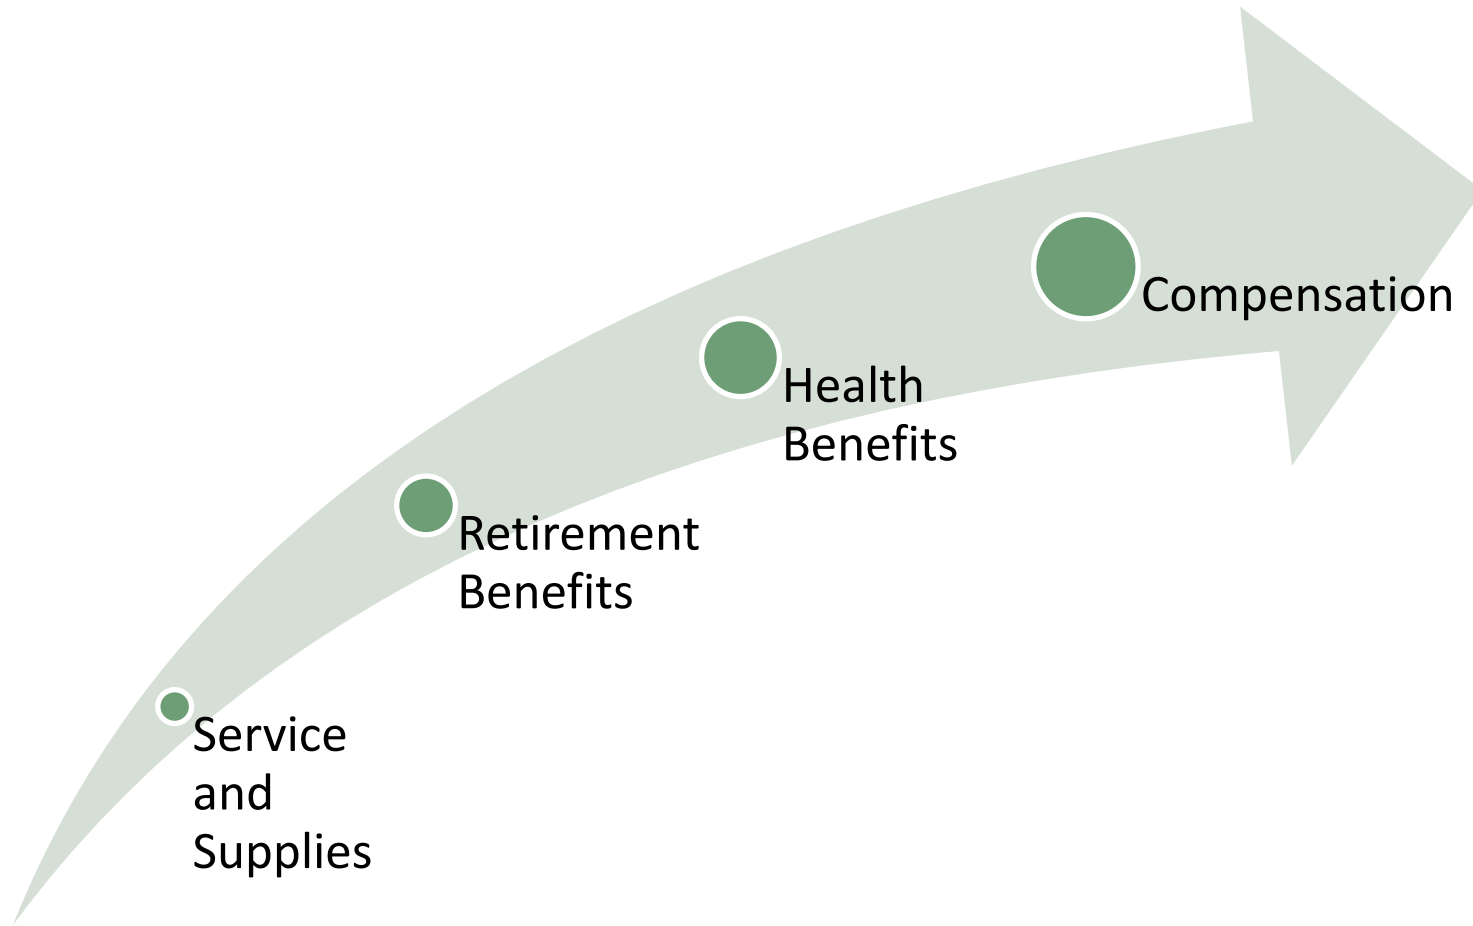 Compensation
Health
Benefits
Retirement
Benefits
Service
and
Supplies